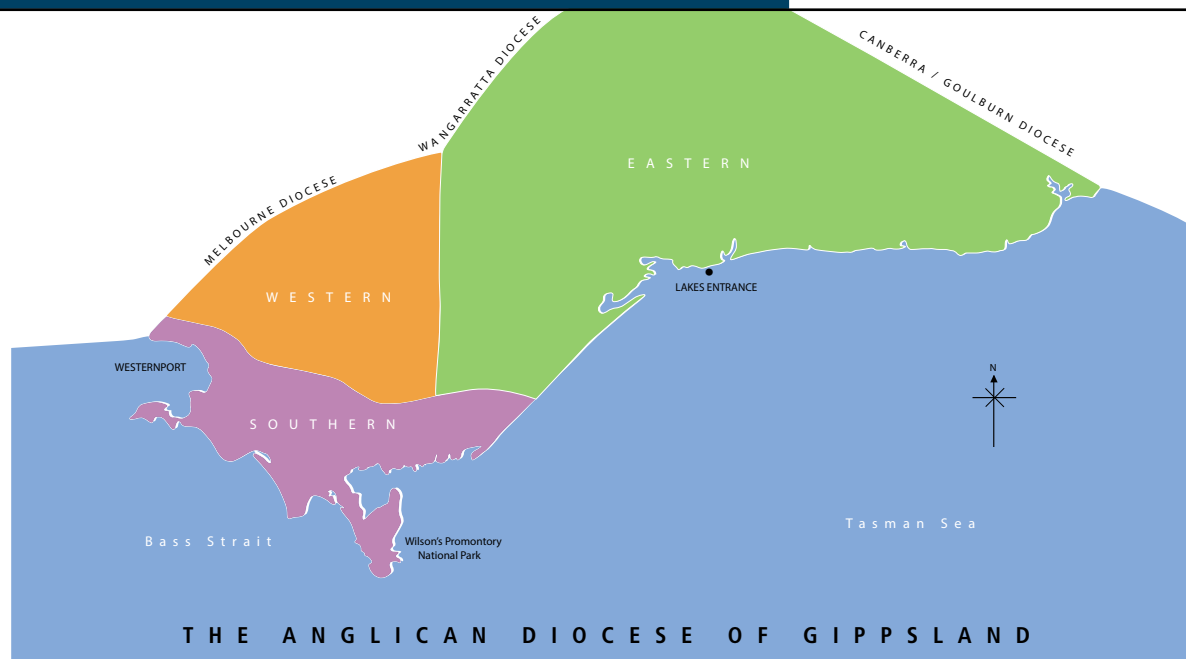 WANGARRATTA DIOCESE
CANBERRA / GOULBURN DIOCESE
MELBOURNE DIOCESE
EASTERN
WESTERN
LAKES ENTRANCE
WESTERNPORT
N
SOUTHERN
Tasman Sea
Bass Strait
Wilson's Promontory
National Park
THE ANGLICAN DIOCESE OF GIPPSLAND